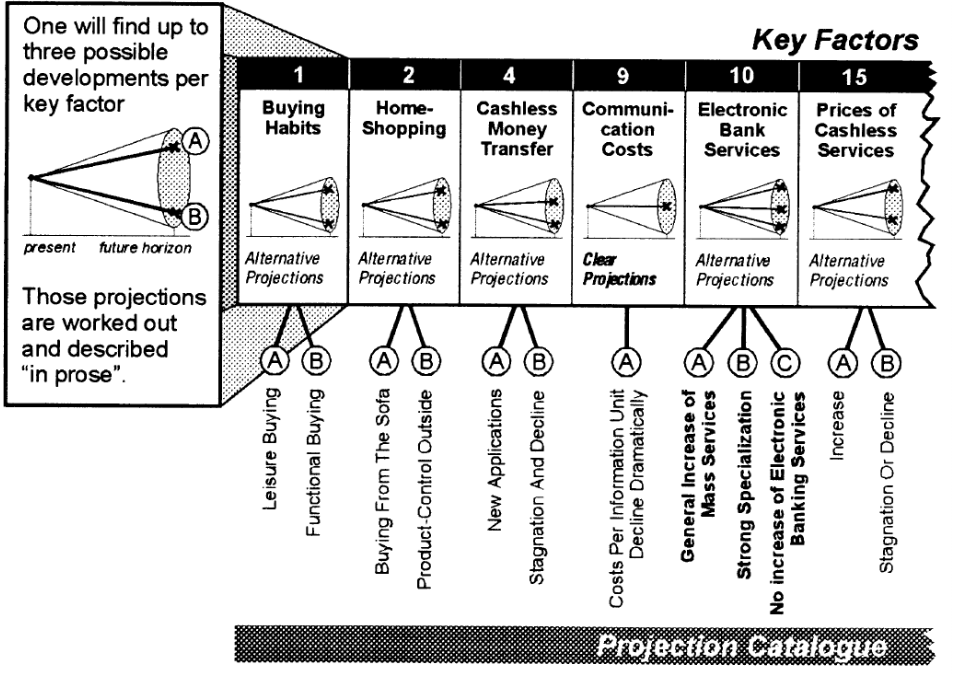 One will find up to
three possible
developments per
key factor
A
B
present future horizon
Those projections
are worked out
and described
“in prose”.
Key Factors
1 2 4 9 10 15
Buying
Habits
Alternative
Projections
Home-
Shopping
Alternative
Projections
Cashless
Money
Transfer
Alternative
Projections
Communi-
cation
Costs
Clear
Projections
Electronic
Bank
Services
Alternative
Projections
Prices of
Cashless
Services
Alternative
Projections
A B A B A B A A B C A B
Leisure Buying
Functional Buying
Buying From The Sofa
Product-Control Outside
New Applications
Stagnation And Decline
Costs Per Information Unit
Decline Dramatically
General Increase of
Mass Services
Strong Specialization
No increase of Electronic
Banking Services
Increase
Stagnation Or Decline
Projection Catalogue